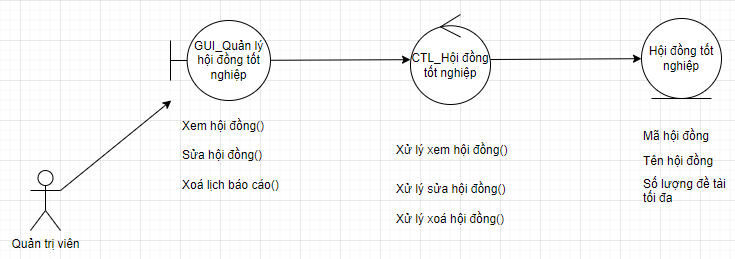 GUI_Quản lý
hội đồng tốt
nghiệp
CTL_Hội đồng
tốt nghiệp
Hội đồng tốt
nghiệp
Xem hội đồng()
Sửa hội đồng()
Xoá lịch báo cáo()
Xử lý xem hội đồng()
Xử lý sửa hội đồng()
Xử lý xoá hội đồng()
Mã hội đồng
Tên hội đồng
Số lượng đề tài
tối đa
Quản trị viên